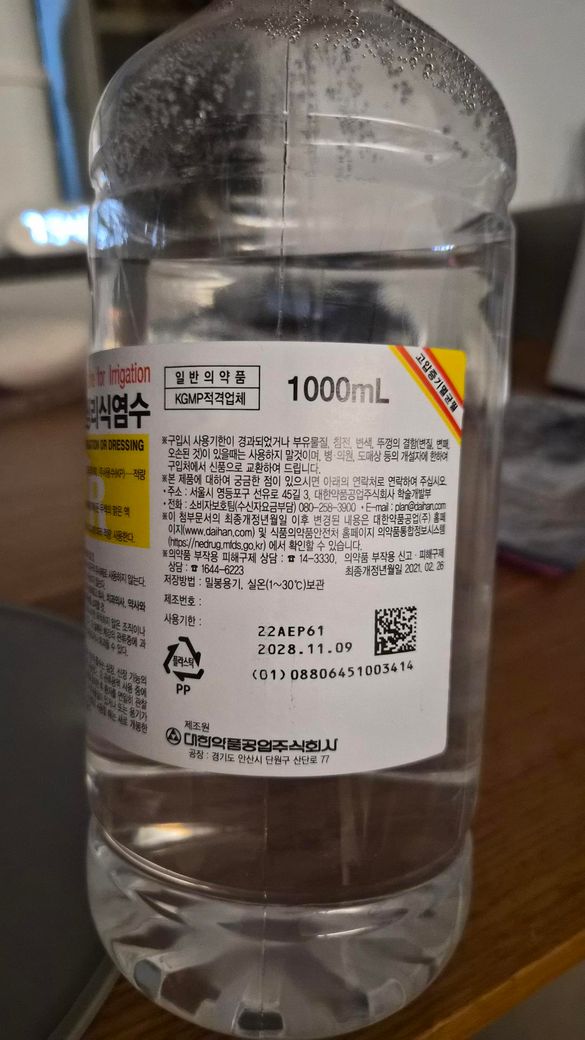 for Irrigation
리식염수
OR DRESSING
일반의약품
KGMP적격업체
1000mL
고압증기멸균필
※구입시 사용기한이 경과되었거나 부유물질, 침전, 변색, 뚜껑의 결함(변질, 변패,
오손된 것이 있을때는 사용하지 말것이며, 병·의원, 도매상 등의 개설자에 한하여
구입처에서 신품으로 교환하여 드립니다.
※본 제품에 대하여 궁금한 점이 있으시면 아래의 연락처로 연락하여 주십시오.
•주소 : 서울시 영등포구 선유로 45길 3, 대한약품공업주식회사 학술개발부
•전화 : 소비자보호팀(수신자요금부담) 080-258-3900 •E-mail : plan@daihan.com
※이 첨부문서의 최종개정년월일 이후 변경된 내용은 대한약품공업(주) 홈페
이지(www.daihan.com) 및 식품의약품안전처 홈페이지 의약품통합정보시스템
(https://nedrug.mfds.go.kr) 에서 확인할 수 있습니다.
※의약품 부작용 피해구제 상담 : ☎ 14-3330, 의약품 부작용 신고·피해구제
상담 : ☎ 1644-6223
최종개정년월일 2021. 02. 26
저장방법 : 밀봉용기, 실온(1~30℃)보관
제조번호 :
사용기한 :
22AEP61
2028.11.09
(01)08806451003414
플라스틱
PP
제조원
대한약품공업주식회사
공장 : 경기도 안산시 단원구 산단로 77